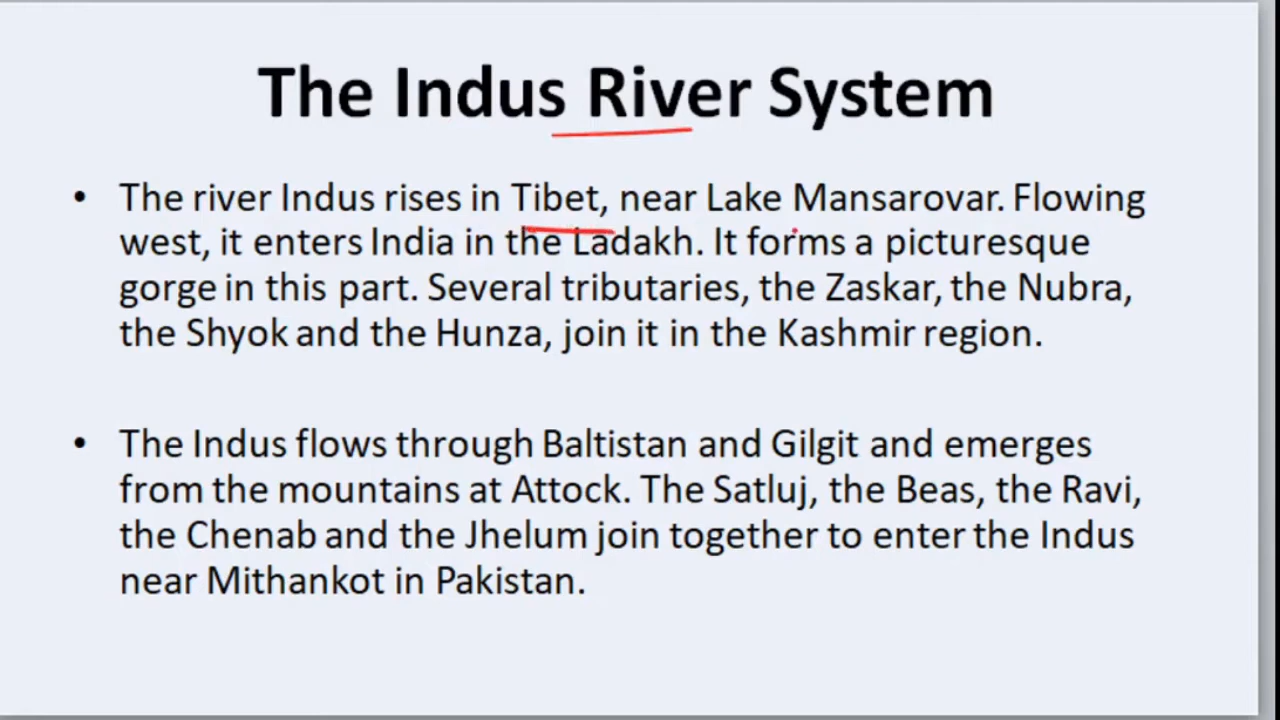 The Indus River System
• The river Indus rises in Tibet, near Lake Mansarovar. Flowing
west, it enters India in the Ladakh. It forms a picturesque
gorge in this part. Several tributaries, the Zaskar, the Nubra,
the Shyok and the Hunza, join it in the Kashmir region.
• The Indus flows through Baltistan and Gilgit and emerges
from the mountains at Attock. The Satluj, the Beas, the Ravi,
the Chenab and the Jhelum join together to enter the Indus
near Mithankot in Pakistan.